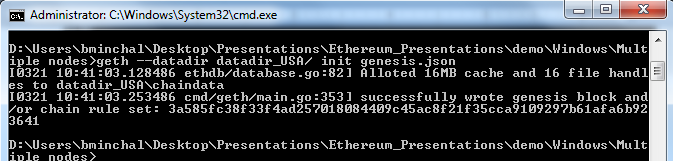 Administrator: C:\Windows\System32\cmd.exe
D:\Users\bminchal\Desktop\Presentations\Ethereum_Presentations\demo\Windows\Mult
iple nodes>geth --datadir datadir_USA/ init genesis.json
I0321 10:41:03.128486 ethdb/database.go:82] Alloted 16MB cache and 16 file handl
es to datadir_USA\chaindata
I0321 10:41:03.253486 cmd/geth/main.go:353] successfully wrote genesis block and
/or chain rule set: 3a585fc38f33f4ad257018084409c45ac8f21f35cca9109297b61afa6b92
3641
D:\Users\bminchal\Desktop\Presentations\Ethereum_Presentations\demo\Windows\Mult
iple nodes>